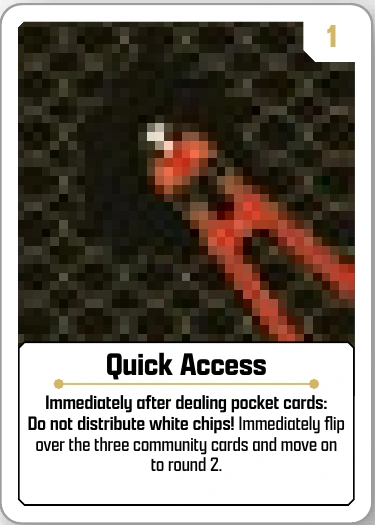 1
Quick Access
Immediately after dealing pocket cards:
Do not distribute white chips! Immediately flip
over the three community cards and move on
to round 2.